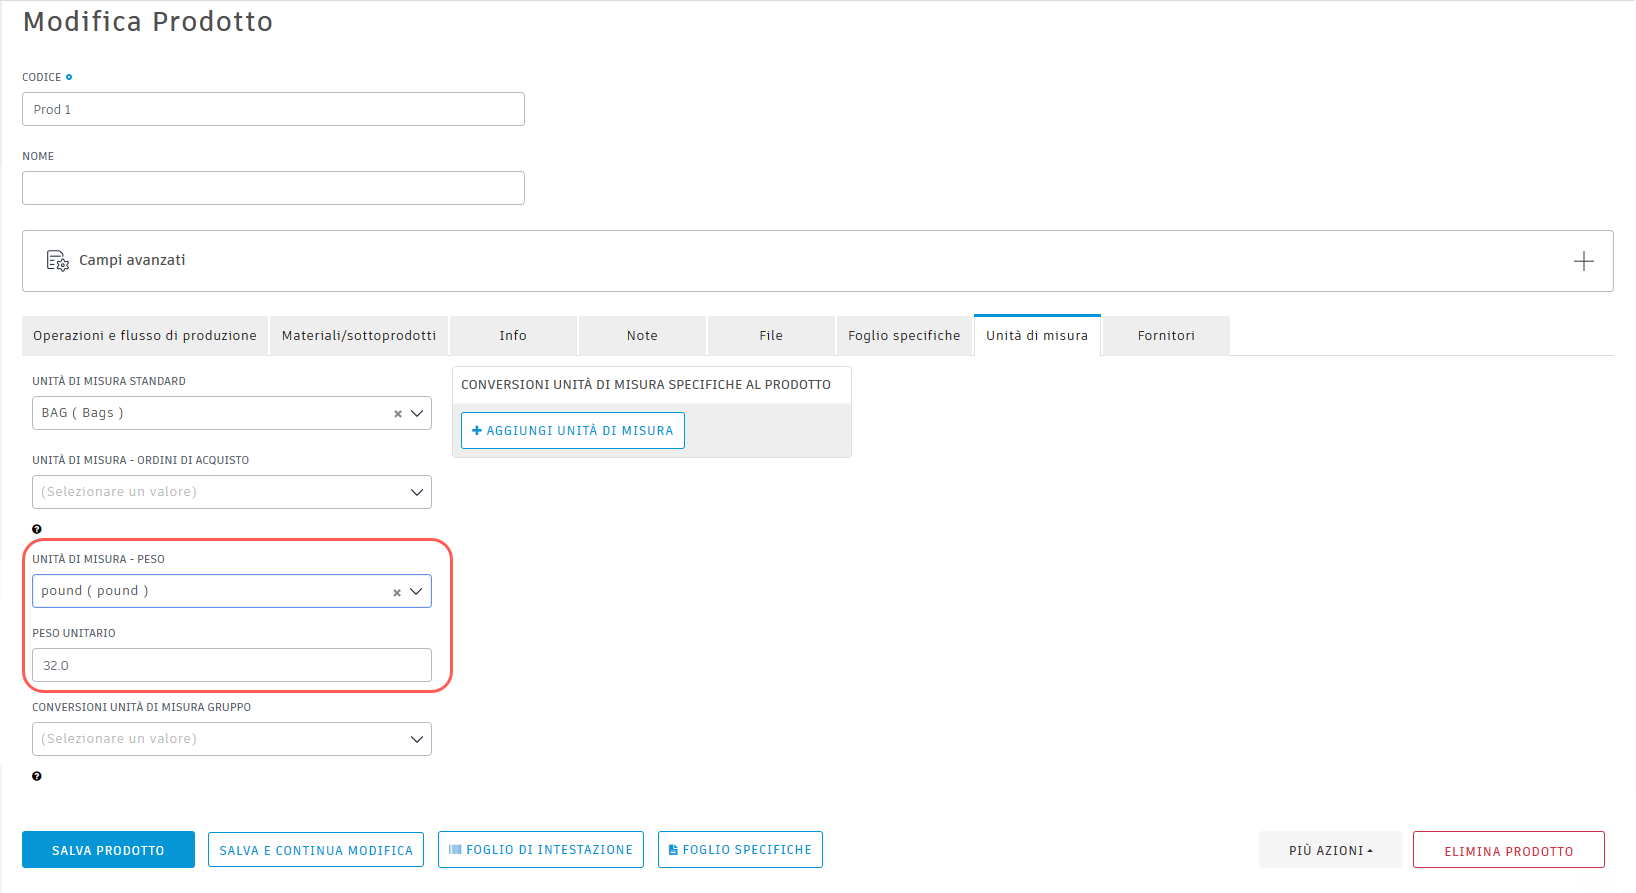 Modifica Prodotto
CODICE
Prod 1
NOME
Campi avanzati
Operazioni e flusso di produzione
Materiali/sottoprodotti
Info
Note
File
Foglio specifiche
Unità di misura
Fornitori
UNITÀ DI MISURA STANDARD
BAG ( Bags )
UNITÀ DI MISURA - ORDINI DI ACQUISTO
(Selezionare un valore)
UNITÀ DI MISURA - PESO
pound ( pound )
PESO UNITARIO
32.0
CONVERSIONI UNITÀ DI MISURA GRUPPO
(Selezionare un valore)
CONVERSIONI UNITÀ DI MISURA SPECIFICHE AL PRODOTTO
AGGIUNGI UNITÀ DI MISURA
SALVA PRODOTTO
SALVA E CONTINUA MODIFICA
FOGLIO DI INTESTAZIONE
FOGLIO SPECIFICHE
PIÙ AZIONI
ELIMINA PRODOTTO